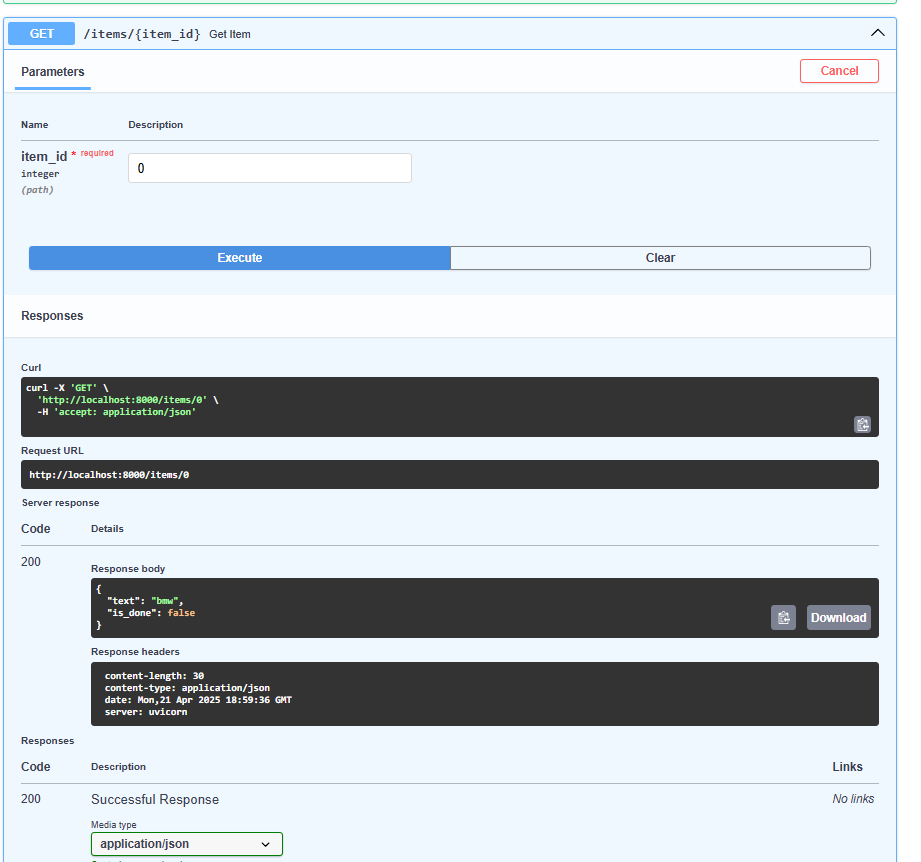 GET /items/{item_id} Get Item
Parameters
Cancel
Name Description
item_id * required
integer
(path)
0
Execute Clear
Responses
Curl
curl -X 'GET' \
'http://localhost:8000/items/0' \
-H 'accept: application/json'
Request URL
http://localhost:8000/items/0
Server response
Code Details
200
Response body
{
"text": "bmw",
"is_done": false
}
Download
Response headers
content-length: 30
content-type: application/json
date: Mon,21 Apr 2025 18:59:36 GMT
server: uvicorn
Responses
Code Description Links
200 Successful Response No links
Media type
application/json